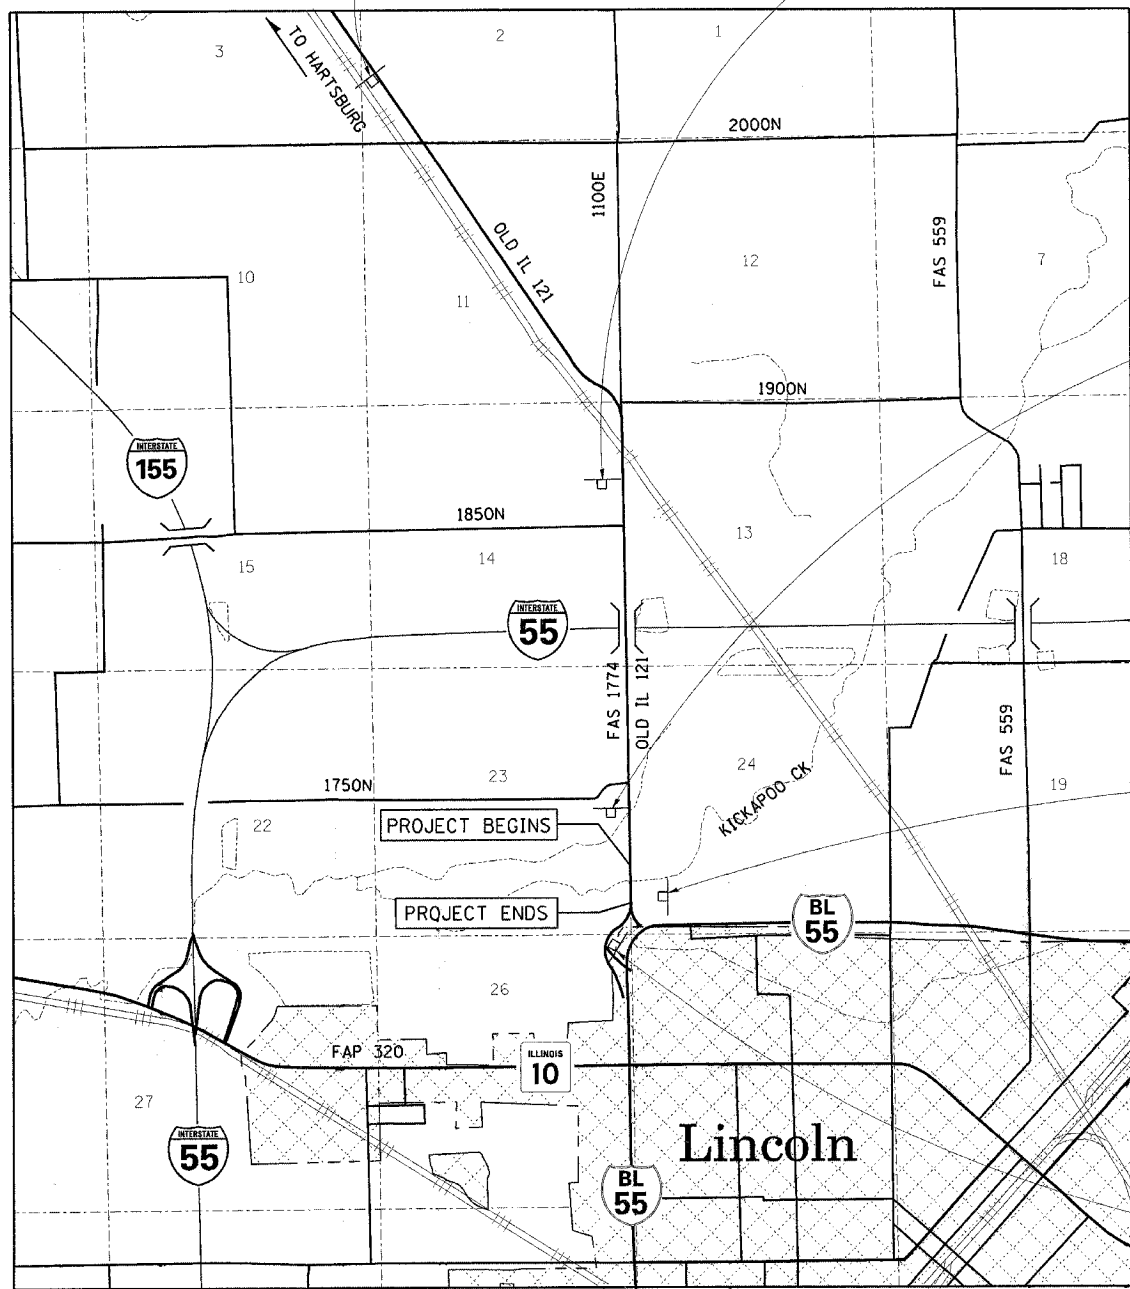 3
2
1
TO HARTSBURG
2000N
1100E
OLD IL 121
FAS 559
10
11
12
7
1900N
INTERSTATE
155
1850N
15
14
13
18
INTERSTATE
55
FAS 1774
OLD IL 121
FAS 559
1750N
23
24
19
KICKAPOO CK
22
PROJECT BEGINS
PROJECT ENDS
BL
55
26
FAP 320
ILLINOIS
10
27
INTERSTATE
55
Lincoln
BL
55